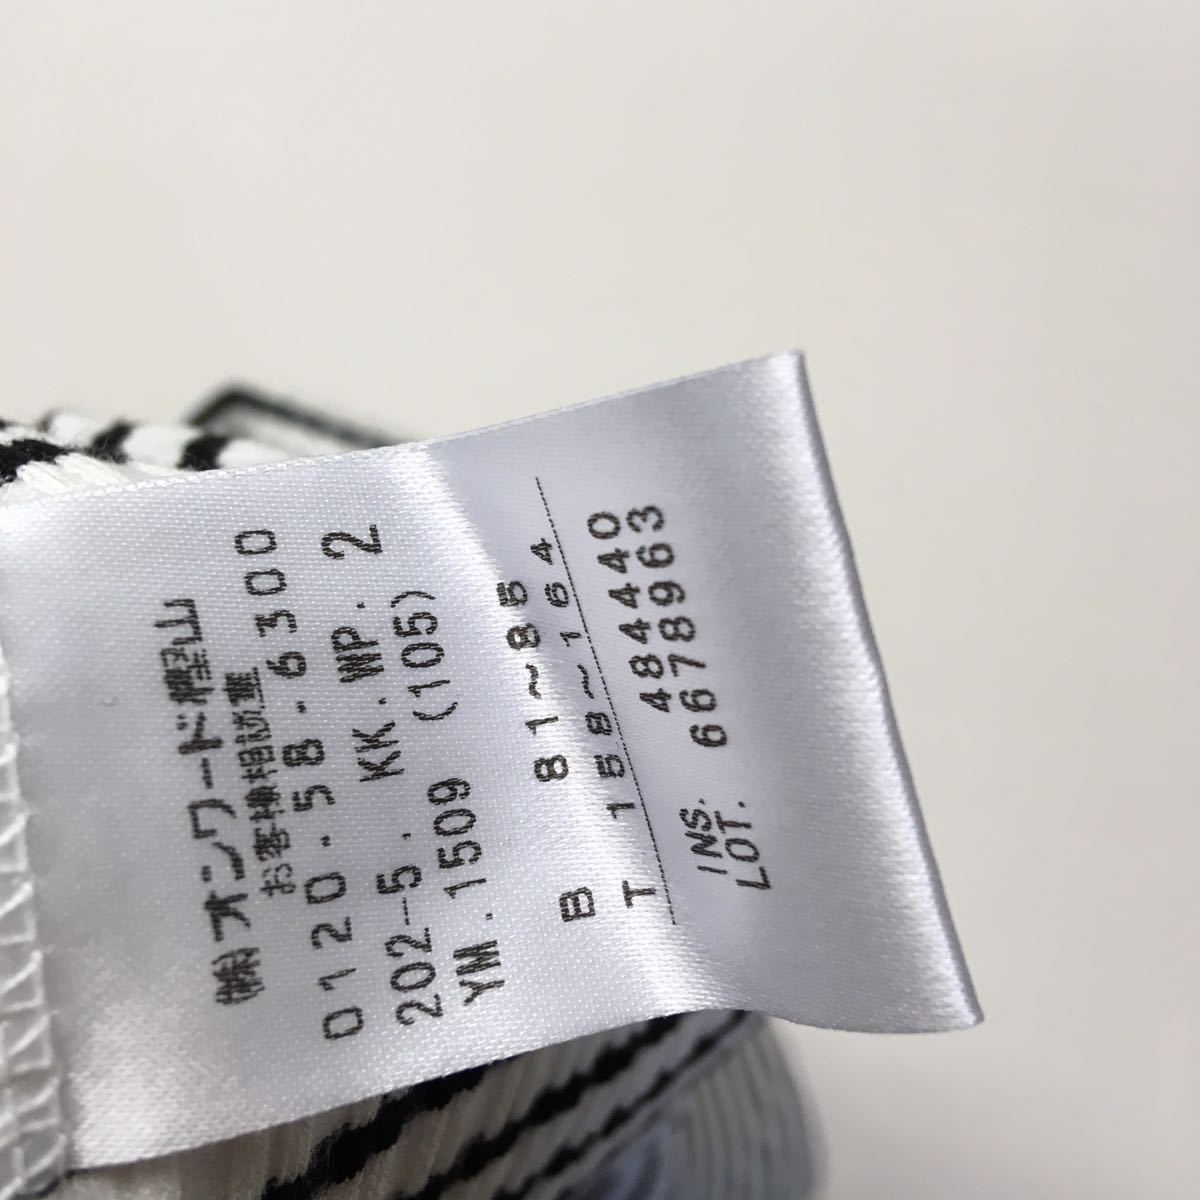 (株)オンワード樫山
お客様相談室
0120-58-6300
202-5. KK.WP.2
YM.1509 (105)
B 81~85
T 158~164
INS. 484440
LOT. 6678963